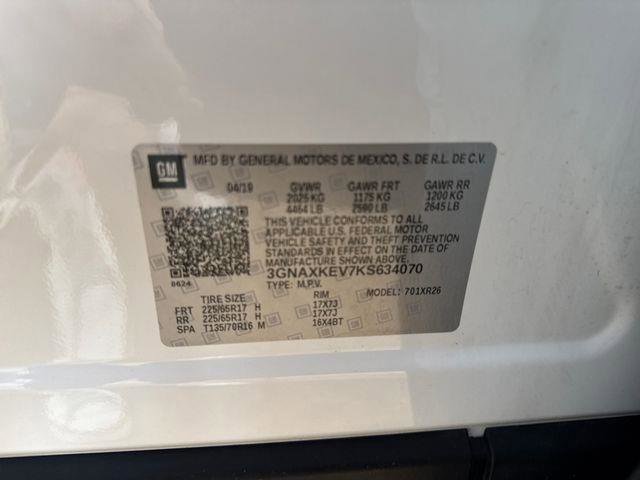 GM MFD BY GENERAL MOTORS DE MEXICO, S. DE R.L. DE C.V.
04/19 GVWR GAWR FRT GAWR RR
2025 KG 1175 KG 1200 KG
4464 LB 2590 LB 2645 LB
THIS VEHICLE CONFORMS TO ALL
APPLICABLE U.S. FEDERAL MOTOR
VEHICLE SAFETY AND THEFT PREVENTION
STANDARDS IN EFFECT ON THE DATE OF
MANUFACTURE SHOWN ABOVE.
8624 3GNAXKEV7KS634070
TYPE: M.P.V. MODEL: 701XR26
TIRE SIZE RIM
FRT 225/65R17 H 17X7J
RR 225/65R17 H 17X7J
SPA T135/70R16 M 16X4BT